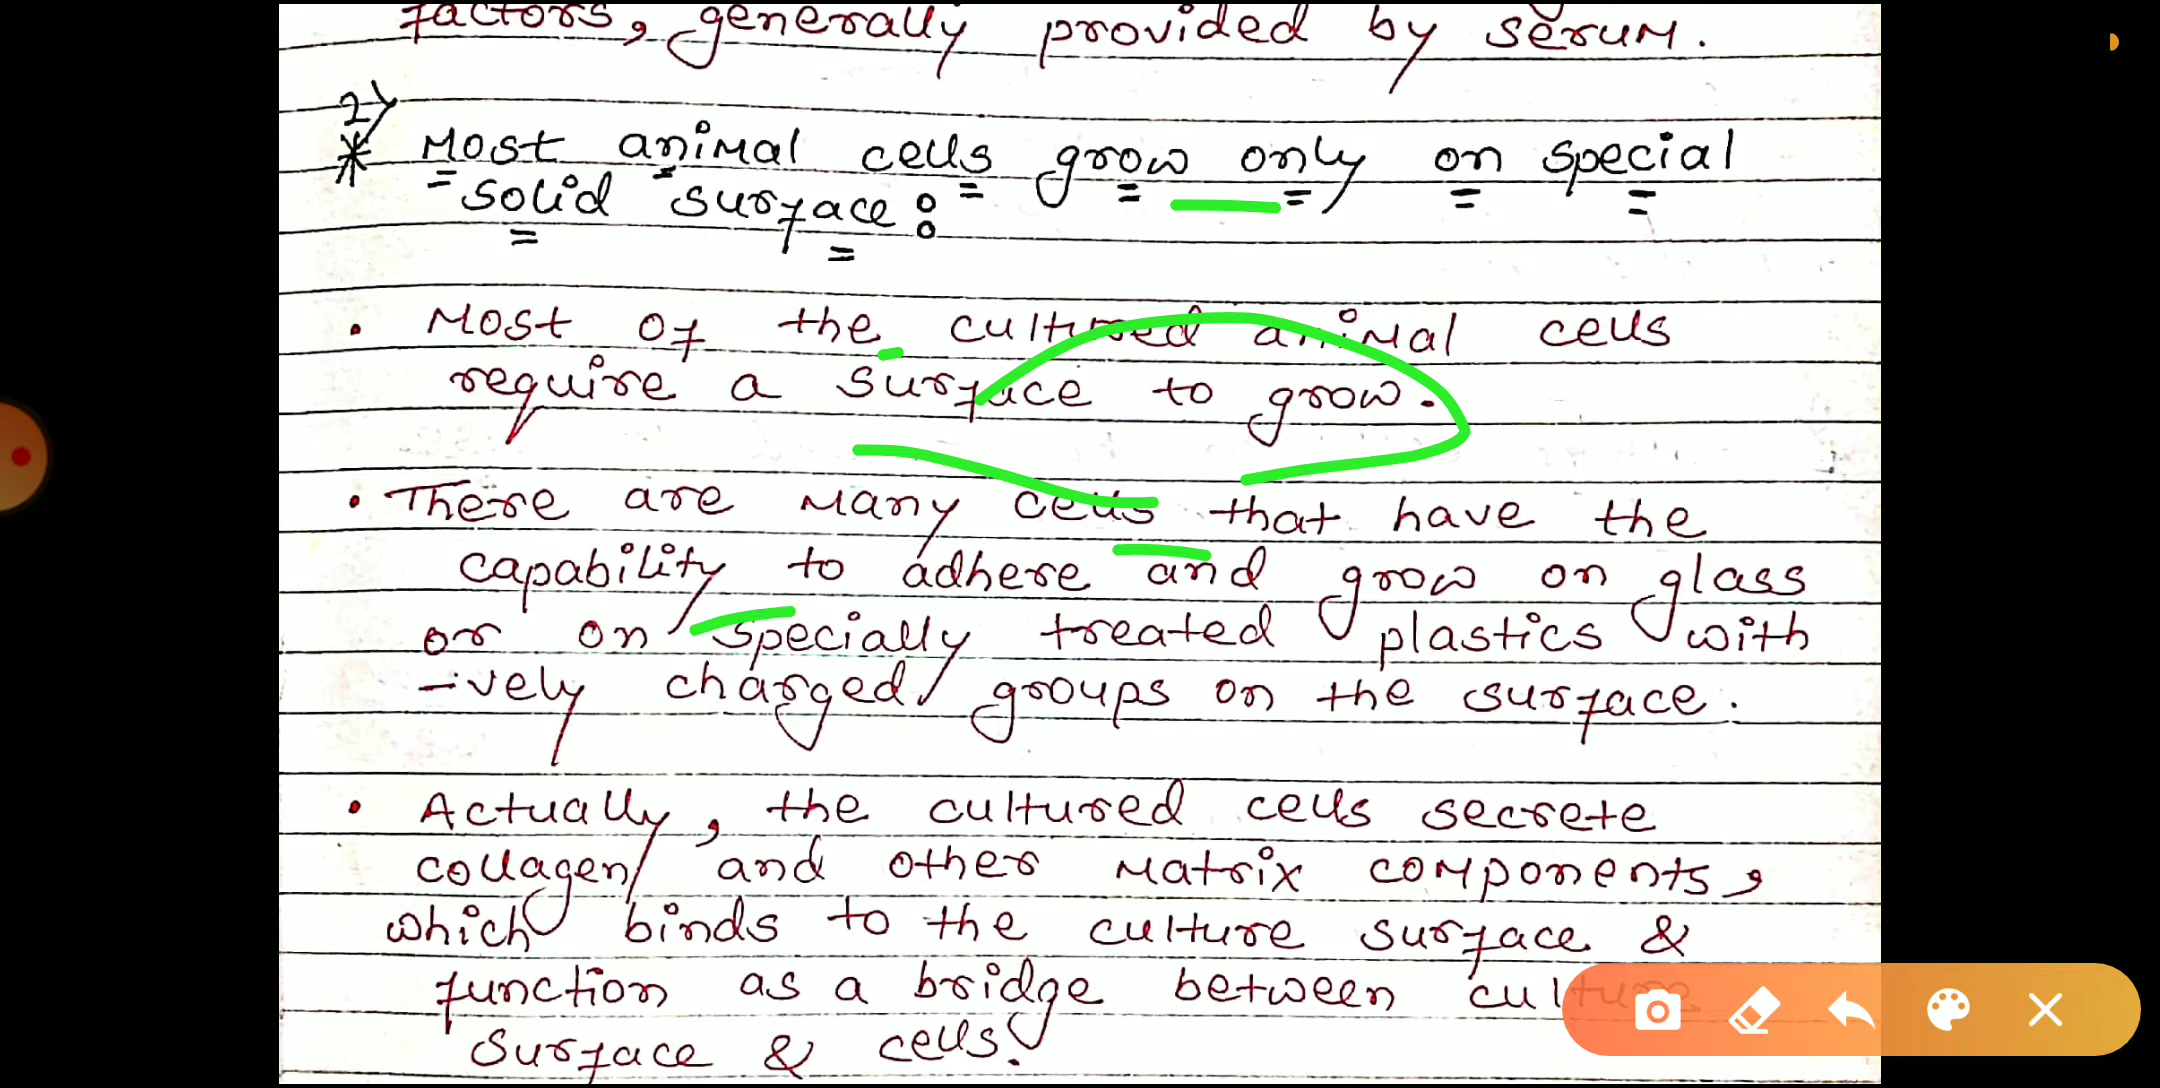 factors, generally provided by serum.
2)
* Most animal cells grow only on special
solid surface:
• Most of the cultured animal cells
require a surface to grow.
• There are many cells that have the
capability to adhere and grow on glass
or on specially treated plastics with
-ively charged groups on the surface.
• Actually, the cultured cells secrete
collagen and other matrix components,
which binds to the culture surface &
function as a bridge between culture
surface & cells.